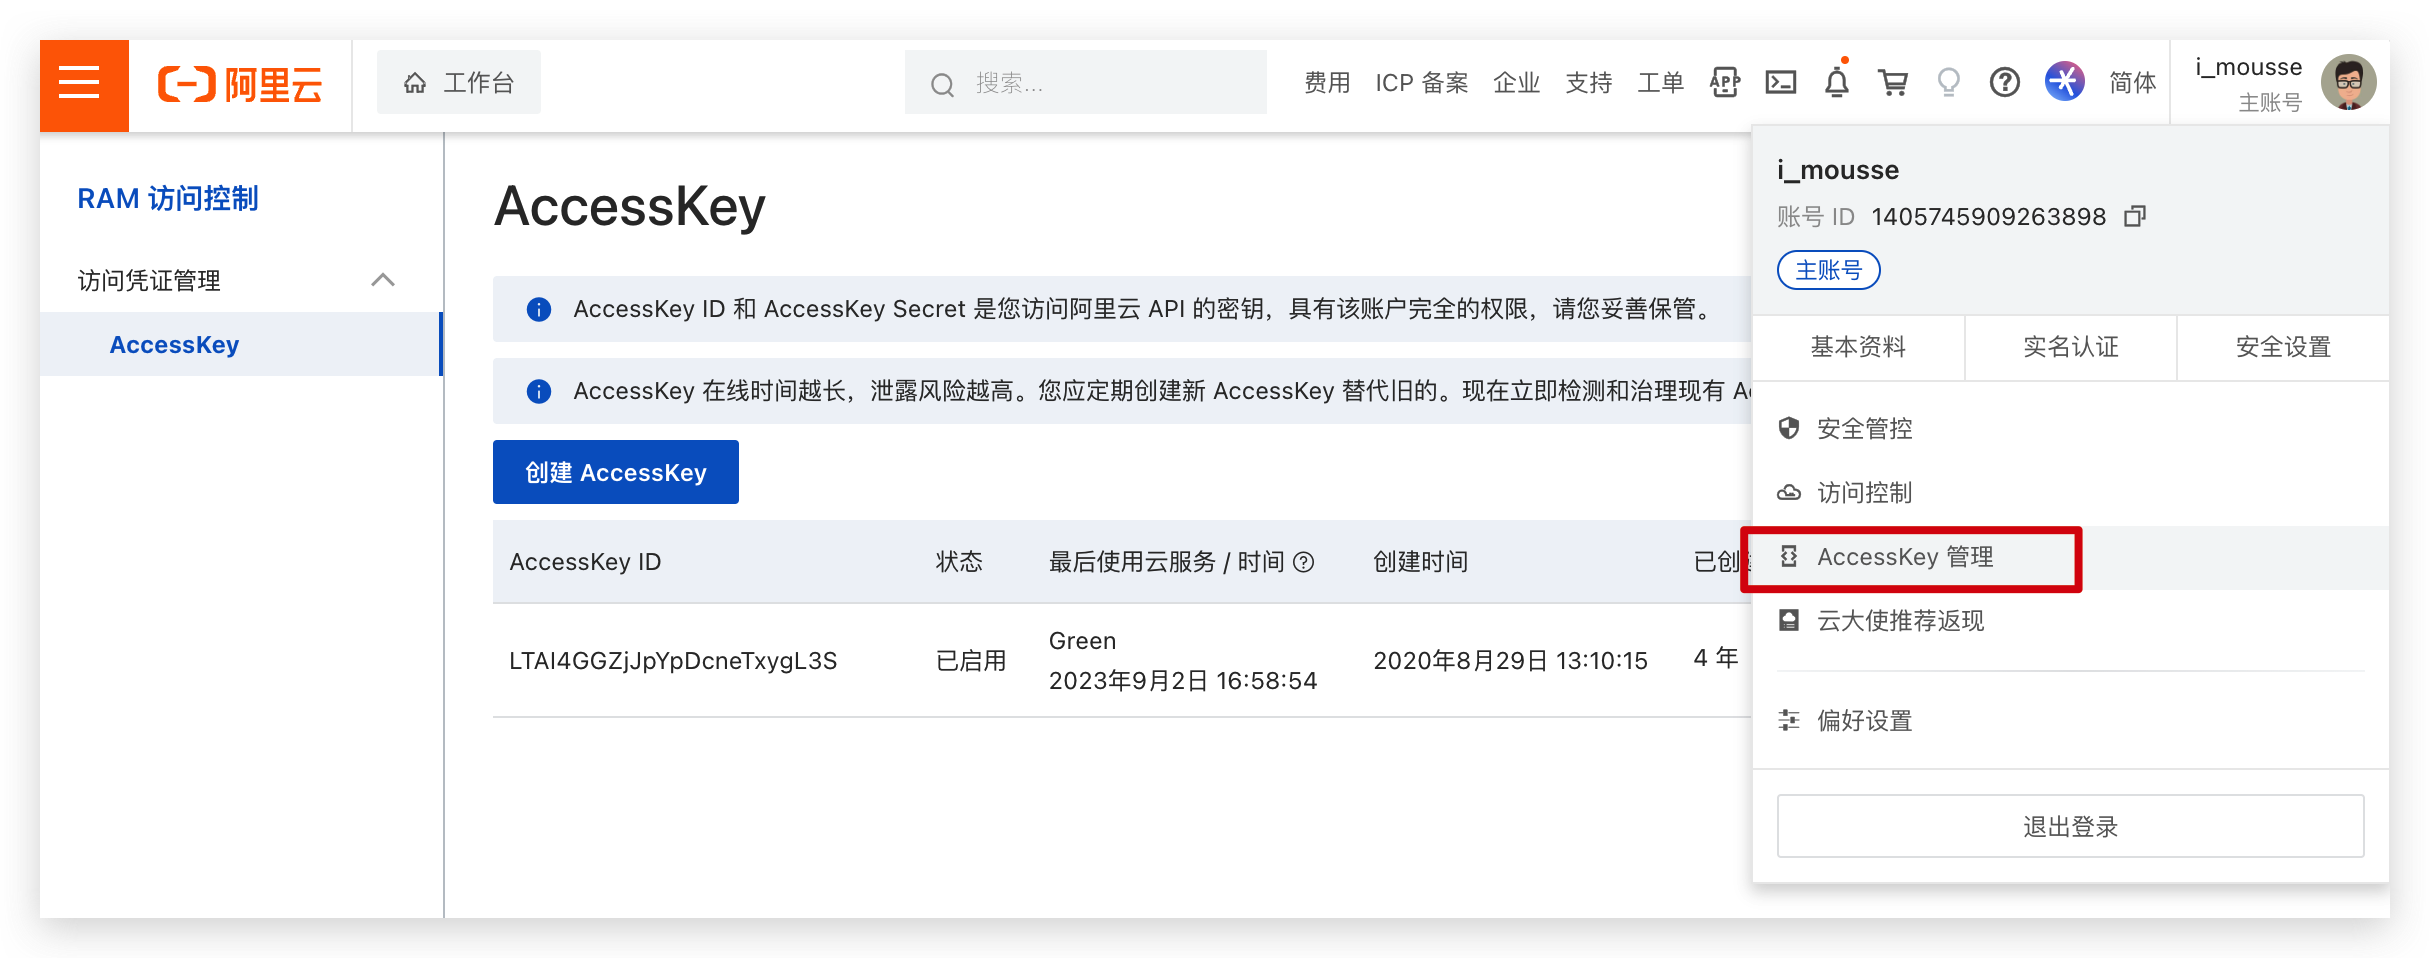 阿里云
工作台
搜索...
费用 ICP 备案 企业 支持 工单 APP 简体
i_mousse
主账号
RAM 访问控制
访问凭证管理
AccessKey
AccessKey
AccessKey ID 和 AccessKey Secret 是您访问阿里云 API 的密钥，具有该账户完全的权限，请您妥善保管。
AccessKey 在线时间越长，泄露风险越高。您应定期创建新 AccessKey 替代旧的。现在立即检测和治理现有 A
创建 AccessKey
AccessKey ID 状态 最后使用云服务 / 时间 创建时间 已创
LTAI4GGZjJpYpDcneTxygL3S 已启用 Green 2020年8月29日 13:10:15 4 年
2023年9月2日 16:58:54
i_mousse
账号 ID 1405745909263898
主账号
基本资料 实名认证 安全设置
安全管控
访问控制
AccessKey 管理
云大使推荐返现
偏好设置
退出登录